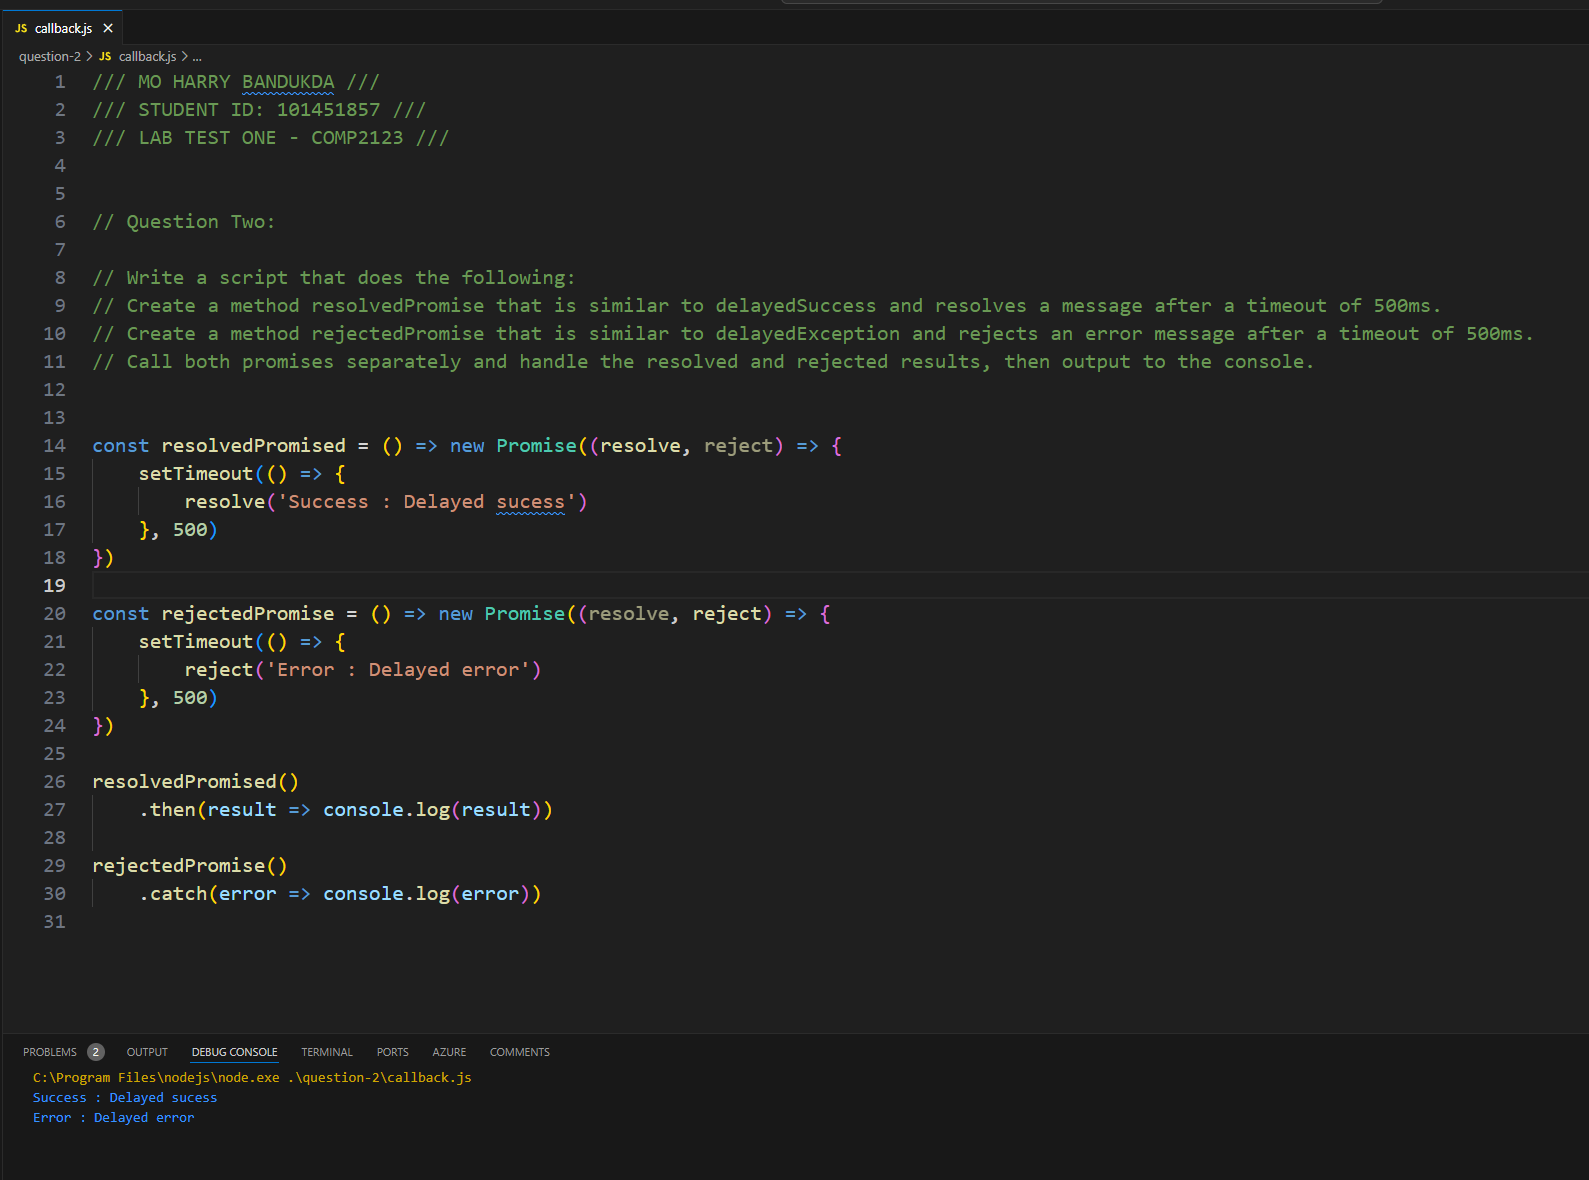 JS callback.js ✕
question-2 > JS callback.js > ...
1 /// MO HARRY BANDUKDA ///
2 /// STUDENT ID: 101451857 ///
3 /// LAB TEST ONE - COMP2123 ///
4
5
6 // Question Two:
7
8 // Write a script that does the following:
9 // Create a method resolvedPromise that is similar to delayedSuccess and resolves a message after a timeout of 500ms.
10 // Create a method rejectedPromise that is similar to delayedException and rejects an error message after a timeout of 500ms.
11 // Call both promises separately and handle the resolved and rejected results, then output to the console.
12
13
14 const resolvedPromised = () => new Promise((resolve, reject) => {
15     setTimeout(() => {
16         resolve('Success : Delayed sucess')
17     }, 500)
18 })
19
20 const rejectedPromise = () => new Promise((resolve, reject) => {
21     setTimeout(() => {
22         reject('Error : Delayed error')
23     }, 500)
24 })
25
26 resolvedPromised()
27     .then(result => console.log(result))
28
29 rejectedPromise()
30     .catch(error => console.log(error))
31
PROBLEMS 2 OUTPUT DEBUG CONSOLE TERMINAL PORTS AZURE COMMENTS
C:\Program Files\nodejs\node.exe .\question-2\callback.js
Success : Delayed sucess
Error : Delayed error